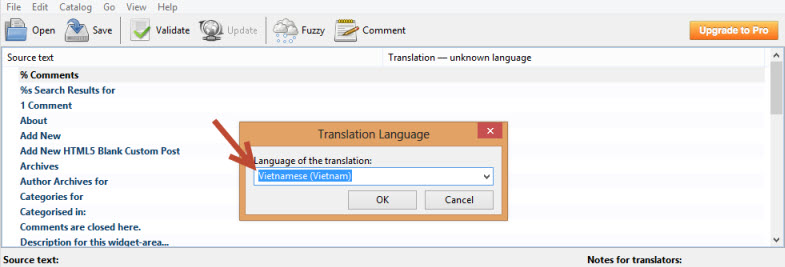 File Edit Catalog Go View Help
Open Save Validate Update Fuzzy Comment Upgrade to Pro
Source text Translation — unknown language
% Comments
%s Search Results for
1 Comment
About
Add New
Add New HTML5 Blank Custom Post
Archives
Author Archives for
Categories for
Categorised in:
Comments are closed here.
Description for this widget-area...
Translation Language
Language of the translation:
Vietnamese (Vietnam)
OK Cancel
Source text: Notes for translators: